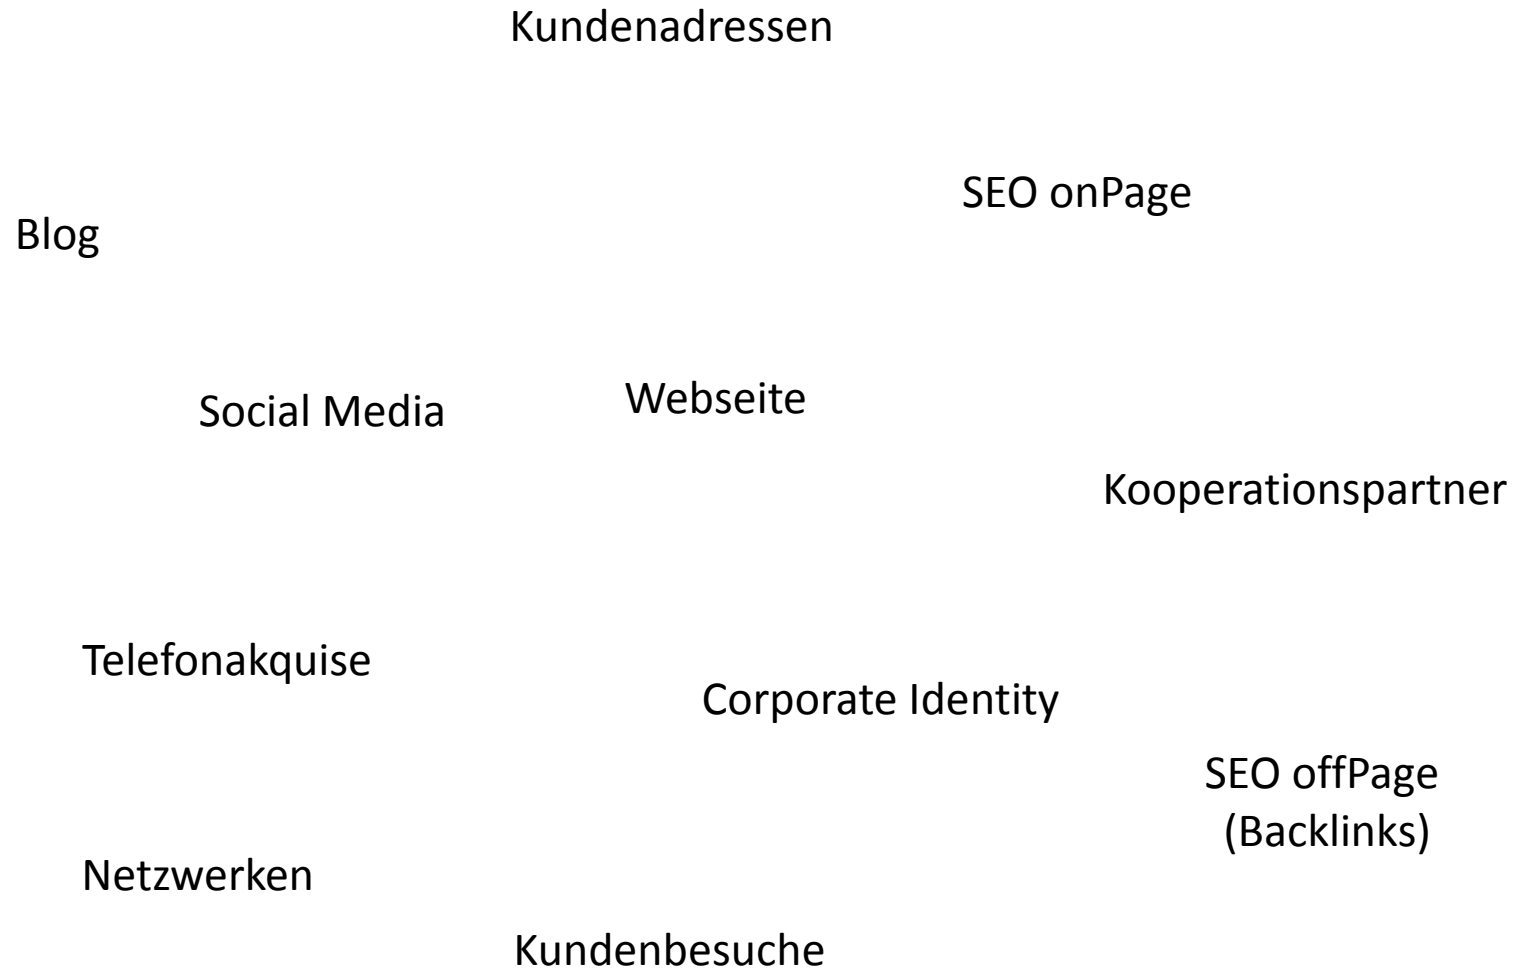 Kundenadressen
SEO onPage
Blog
Social Media
Webseite
Kooperationspartner
Telefonakquise
Corporate Identity
SEO offPage
(Backlinks)
Netzwerken
Kundenbesuche